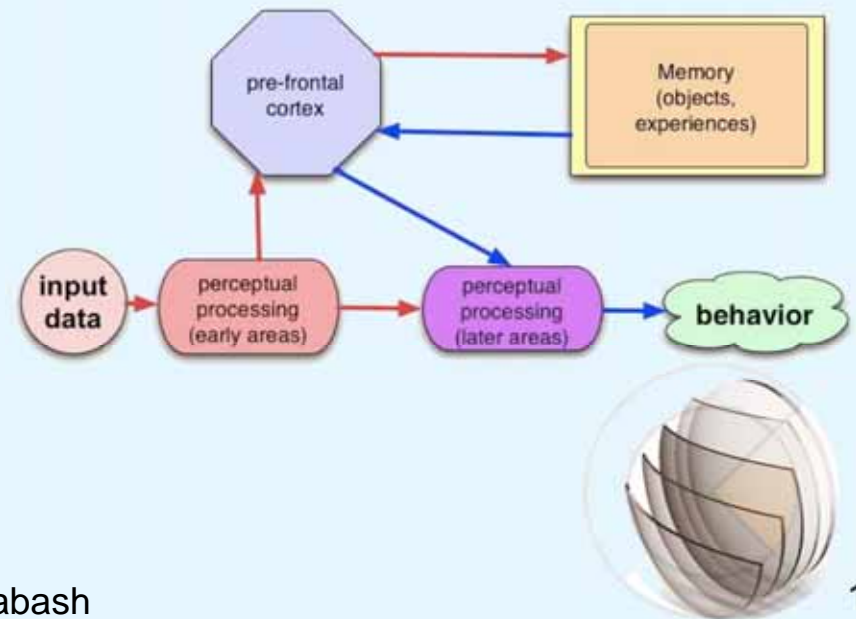 pre-frontal
cortex
Memory
(objects,
experiences)
input
data
perceptual
processing
(early areas)
perceptual
processing
(later areas)
behavior
abash